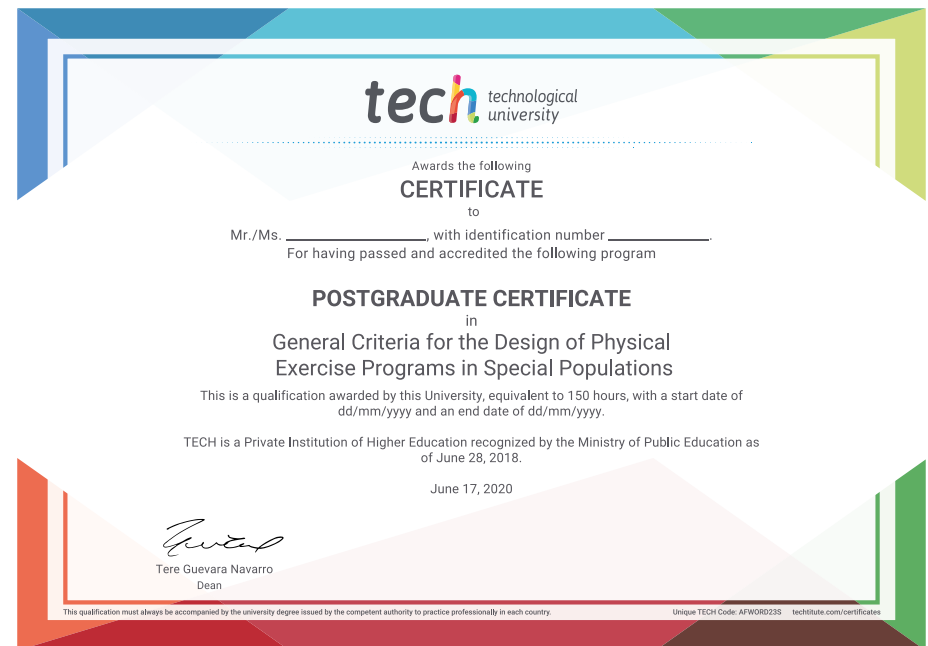 tech technological
university
Awards the following
CERTIFICATE
to
Mr./Ms. ____________________, with identification number ______________.
For having passed and accredited the following program
POSTGRADUATE CERTIFICATE
in
General Criteria for the Design of Physical
Exercise Programs in Special Populations
This is a qualification awarded by this University, equivalent to 150 hours, with a start date of
dd/mm/yyyy and an end date of dd/mm/yyyy.
TECH is a Private Institution of Higher Education recognized by the Ministry of Public Education as
of June 28, 2018.
June 17, 2020
Tere Guevara Navarro
Dean
This qualification must always be accompanied by the university degree issued by the competent authority to practice professionally in each country.
Unique TECH Code: AFWORD23S techtitute.com/certificates